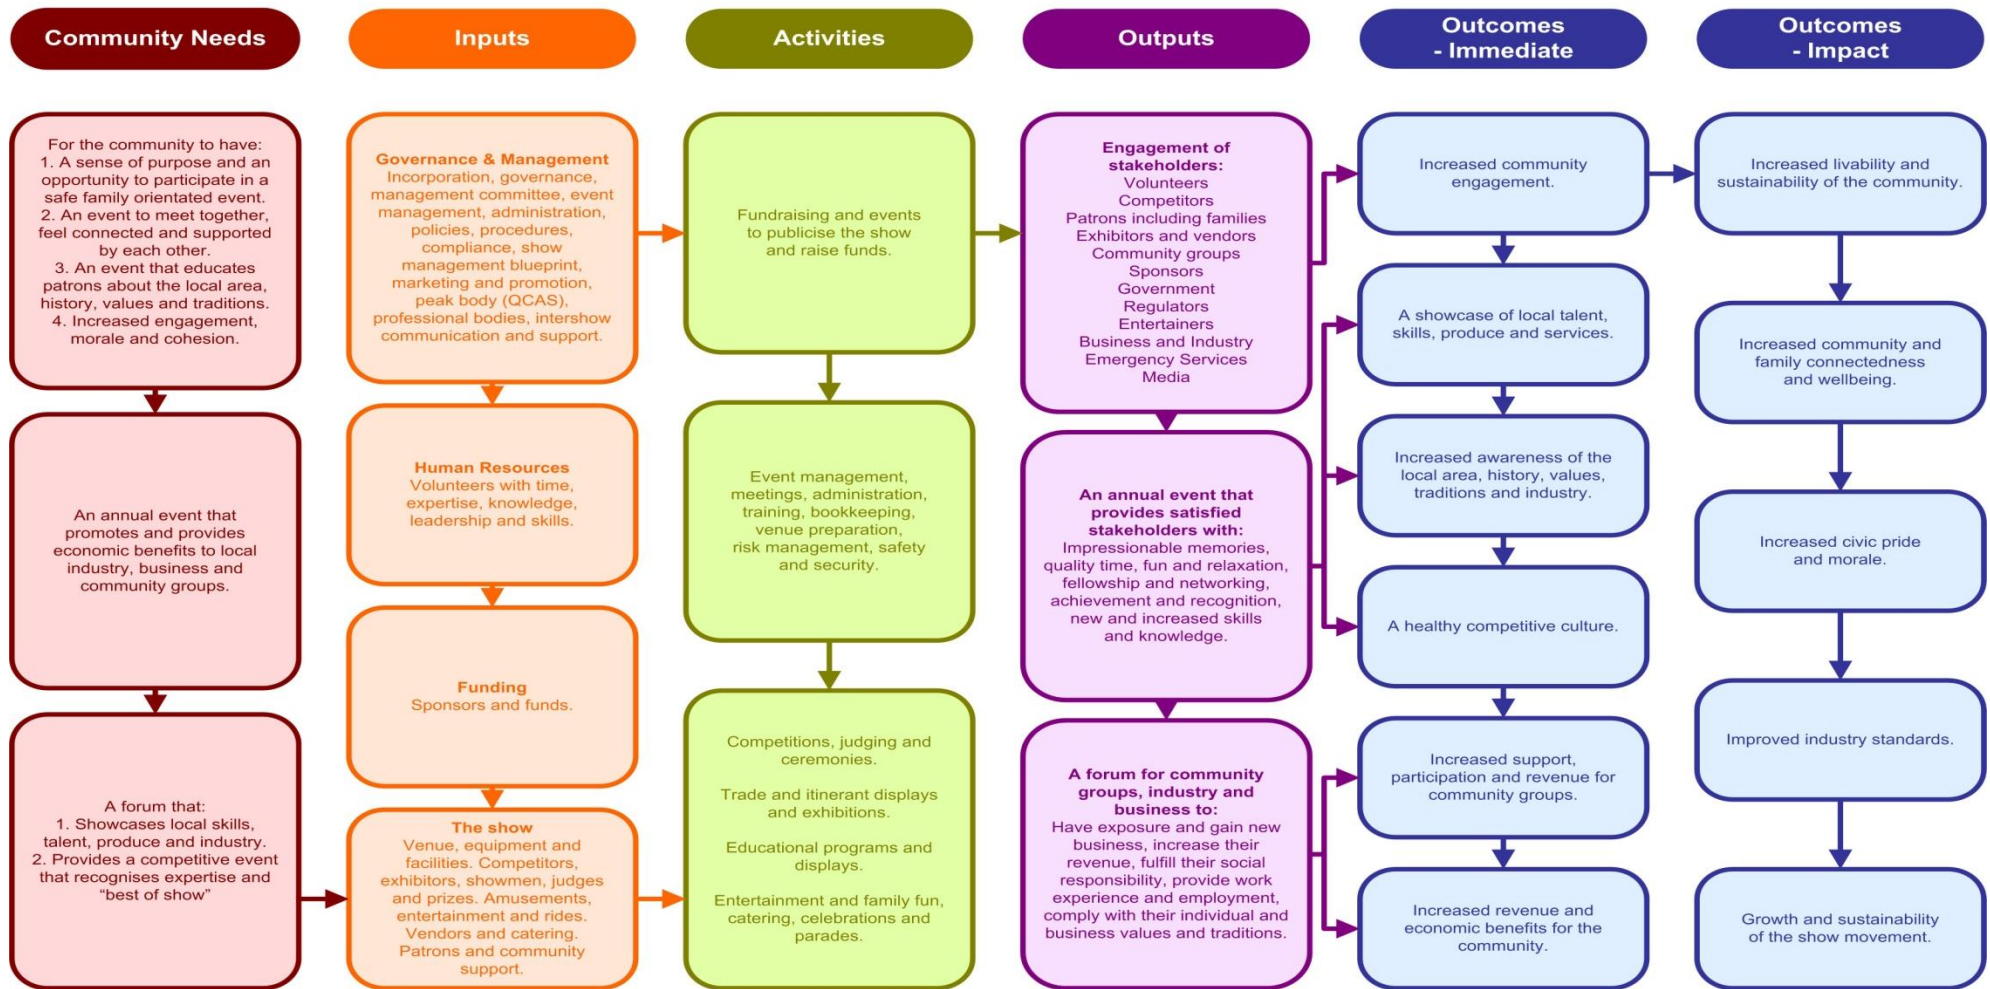 Community Needs
Inputs
Activities
Outputs
Outcomes
- Immediate
Outcomes
- Impact
For the community to have:
1. A sense of purpose and an
opportunity to participate in a
safe family orientated event.
2. An event to meet together,
feel connected and supported
by each other.
3. An event that educates
patrons about the local area,
history, values and traditions.
4. Increased engagement,
morale and cohesion.
An annual event that
promotes and provides
economic benefits to local
industry, business and
community groups.
A forum that:
1. Showcases local skills,
talent, produce and industry.
2. Provides a competitive event
that recognises expertise and
“best of show”
Governance & Management
Incorporation, governance,
management committee, event
management, administration,
policies, procedures,
compliance, show
management blueprint,
marketing and promotion,
peak body (QCAS),
professional bodies, intershow
communication and support.
Human Resources
Volunteers with time,
expertise, knowledge,
leadership and skills.
Funding
Sponsors and funds.
The show
Venue, equipment and
facilities. Competitors,
exhibitors, showmen, judges
and prizes. Amusements,
entertainment and rides.
Vendors and catering.
Patrons and community
support.
Fundraising and events
to publicise the show
and raise funds.
Event management,
meetings, administration,
training, bookkeeping,
venue preparation,
risk management, safety
and security.
Competitions, judging and
ceremonies.
Trade and itinerant displays
and exhibitions.
Educational programs and
displays.
Entertainment and family fun,
catering, celebrations and
parades.
Engagement of
stakeholders:
Volunteers
Competitors
Patrons including families
Exhibitors and vendors
Community groups
Sponsors
Government
Regulators
Entertainers
Business and Industry
Emergency Services
Media
An annual event that
provides satisfied
stakeholders with:
Impressionable memories,
quality time, fun and relaxation,
fellowship and networking,
achievement and recognition,
new and increased skills
and knowledge.
A forum for community
groups, industry and
business to:
Have exposure and gain new
business, increase their
revenue, fulfill their social
responsibility, provide work
experience and employment,
comply with their individual and
business values and traditions.
Increased community
engagement.
A showcase of local talent,
skills, produce and services.
Increased awareness of the
local area, history, values,
traditions and industry.
A healthy competitive culture.
Increased support,
participation and revenue for
community groups.
Increased revenue and
economic benefits for the
community.
Increased livability and
sustainability of the community.
Increased community and
family connectedness
and wellbeing.
Increased civic pride
and morale.
Improved industry standards.
Growth and sustainability
of the show movement.